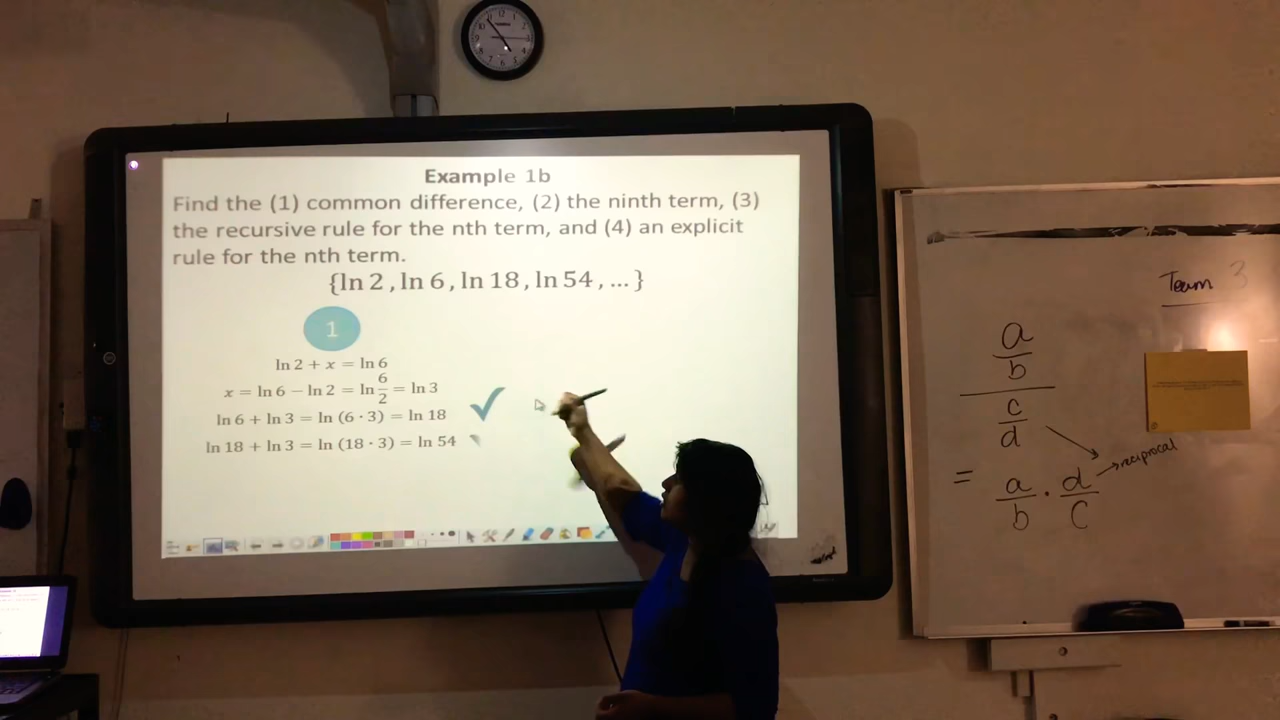 Example 1b
Find the (1) common difference, (2) the ninth term, (3)
the recursive rule for the nth term, and (4) an explicit
rule for the nth term.
{ln 2 , ln 6 , ln 18 , ln 54 , ... }
1
ln 2 + x = ln 6
x = ln 6 − ln 2 = ln 6/2 = ln 3
ln 6 + ln 3 = ln (6 · 3) = ln 18
ln 18 + ln 3 = ln (18 · 3) = ln 54
Team 3
a/b
c/d
= a/b · d/c → reciprocal